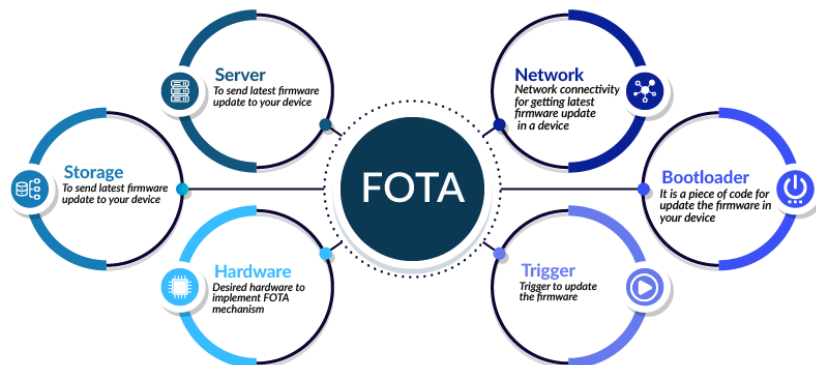 Server
To send latest firmware
update to your device
Network
Network connectivity
for getting latest
firmware update
in a device
Storage
To send latest firmware
update to your device
FOTA
Bootloader
It is a piece of code for
update the firmware in
your device
Hardware
Desired hardware to
implement FOTA
mechanism
Trigger
Trigger to update
the firmware